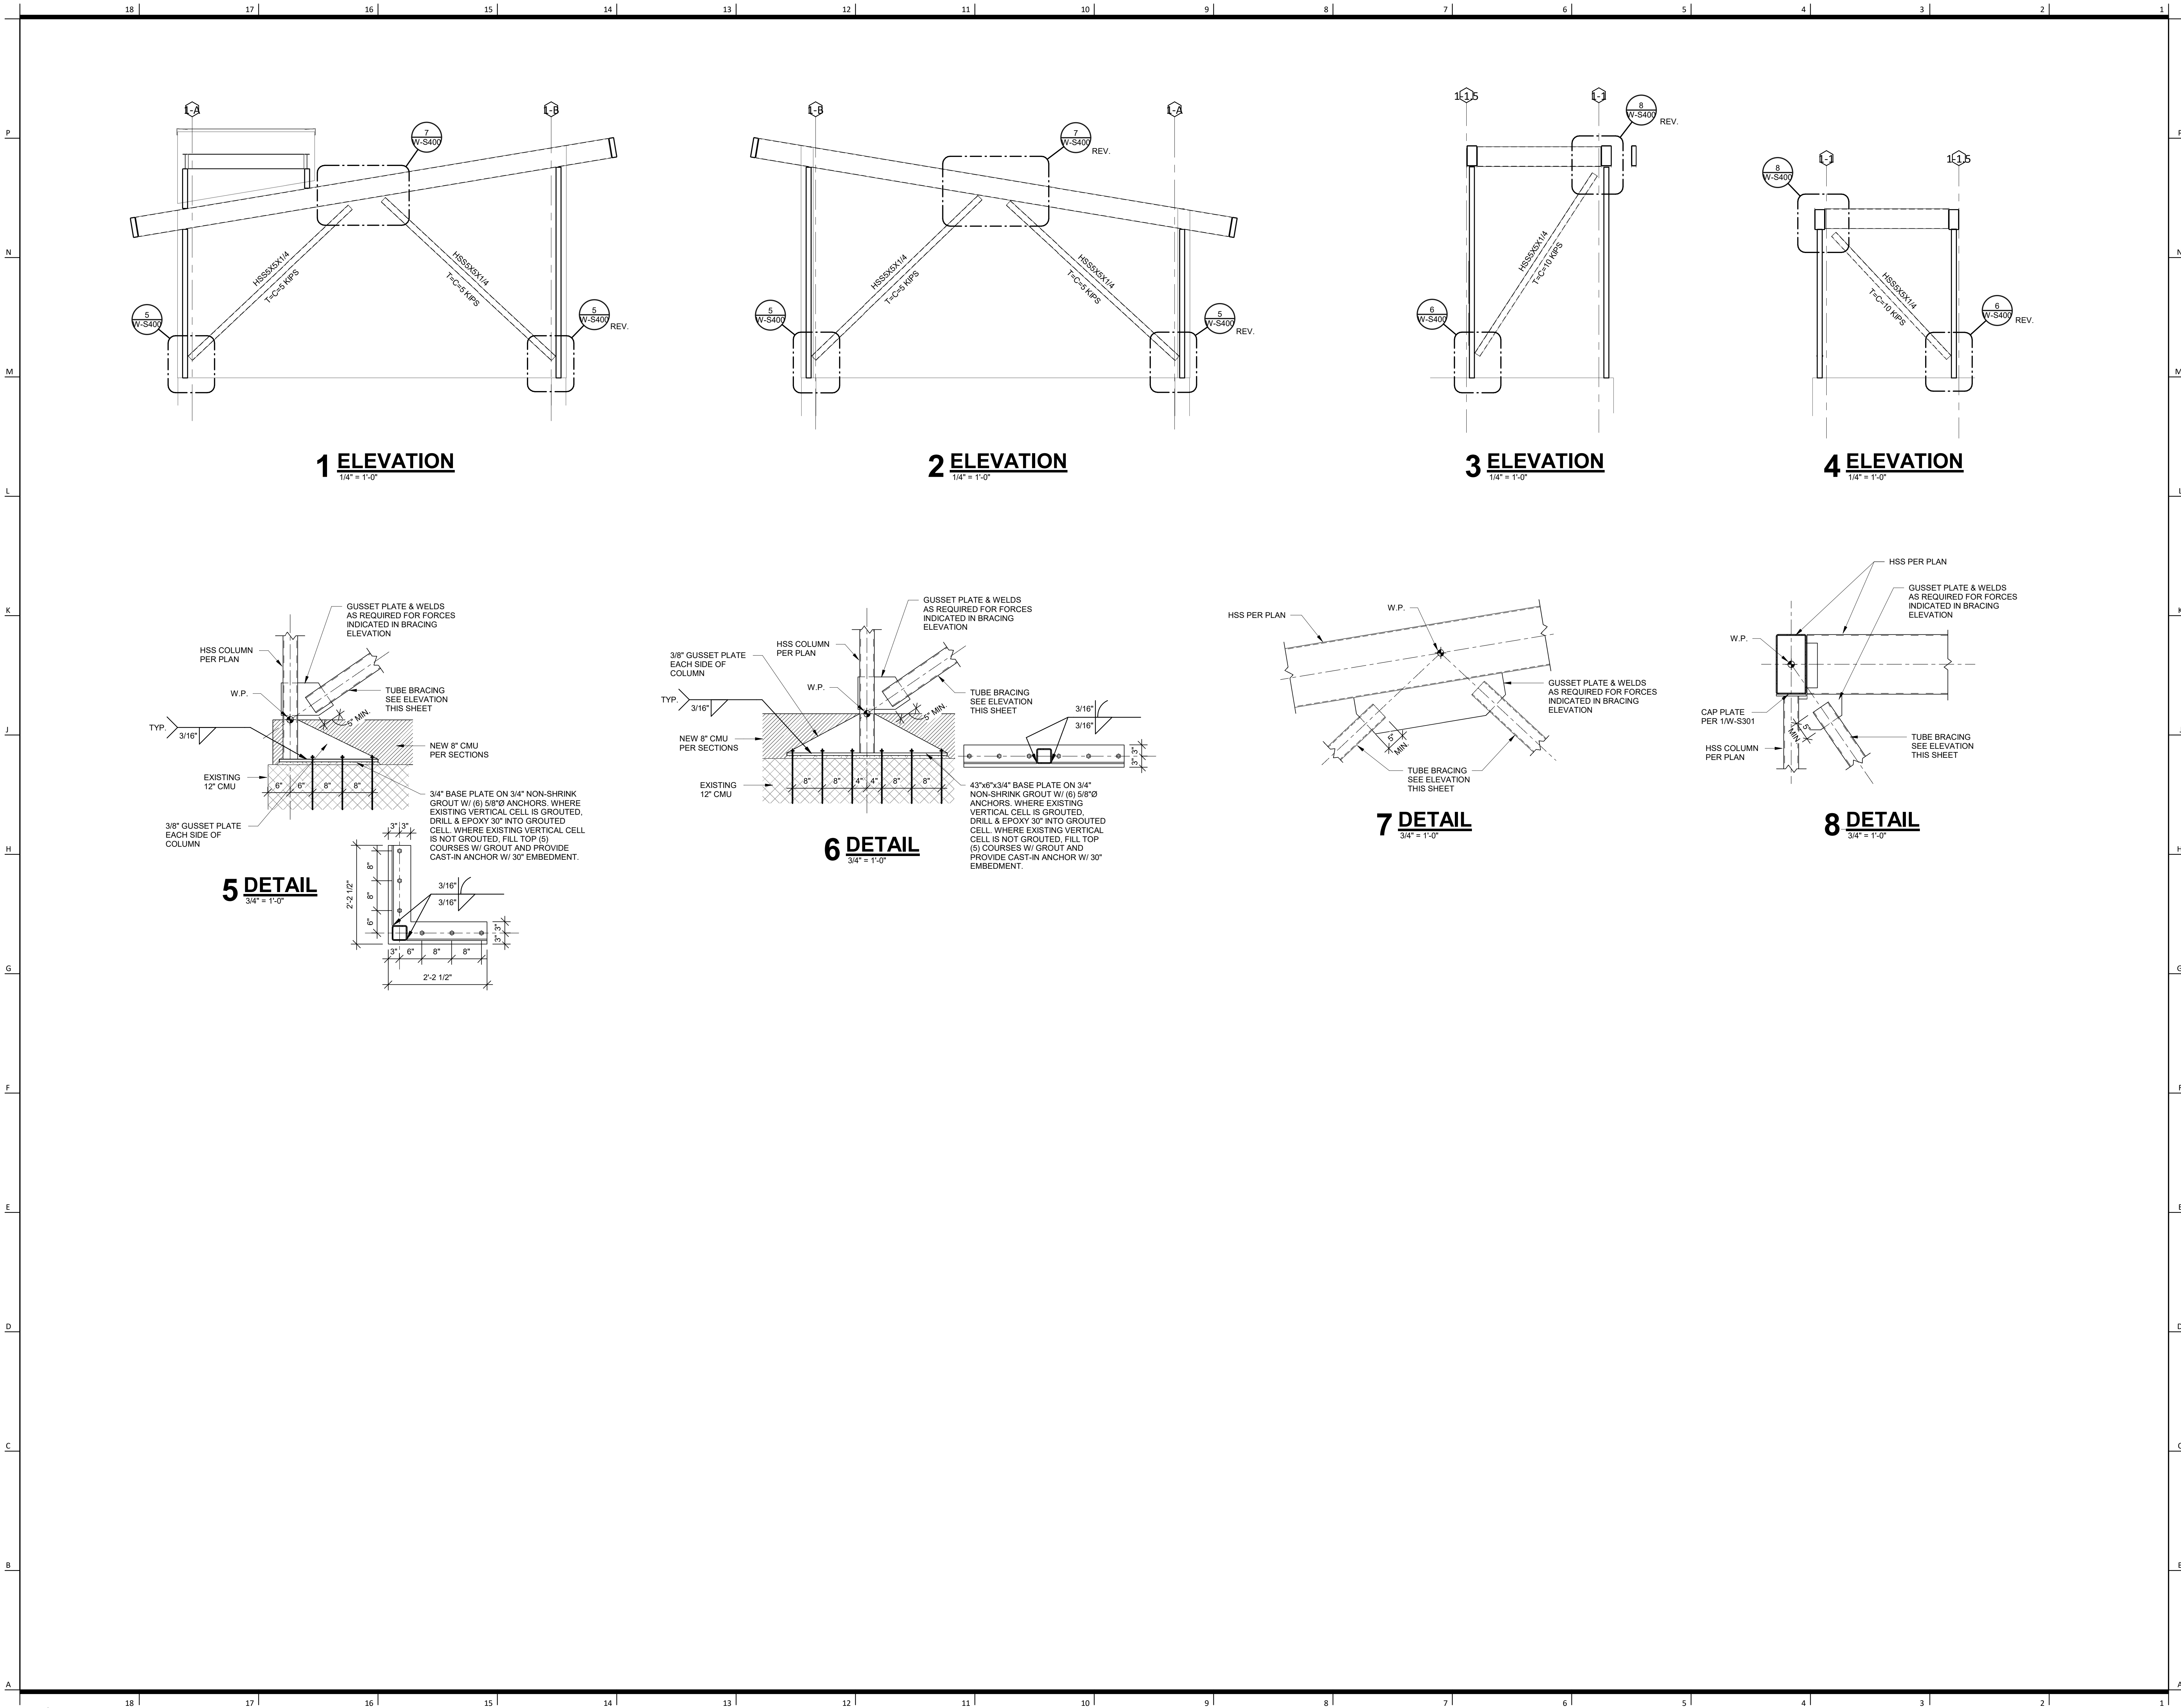 18 17 16 15 14 13 12 11 10 9 8 7 6 5 4 3 2 1
P
N
M
L
K
J
H
G
F
E
D
C
B
A
1-A
1-B
7
W-S400
HSS5X5X1/4
T=C=5 KIPS
HSS5X5X1/4
T=C=5 KIPS
5
W-S400
5
W-S400
REV.
1 ELEVATION
1/4" = 1'-0"
1-B
1-A
7
W-S400
REV.
HSS5X5X1/4
T=C=5 KIPS
HSS5X5X1/4
T=C=5 KIPS
5
W-S400
5
W-S400
REV.
2 ELEVATION
1/4" = 1'-0"
1-1.5
1-1
8
W-S400
REV.
HSS5X5X1/4
T=C=10 KIPS
6
W-S400
3 ELEVATION
1/4" = 1'-0"
1-1
1-1.5
8
W-S400
HSS5X5X1/4
T=C=10 KIPS
6
W-S400
REV.
4 ELEVATION
1/4" = 1'-0"
GUSSET PLATE & WELDS
AS REQUIRED FOR FORCES
INDICATED IN BRACING
ELEVATION
HSS COLUMN
PER PLAN
W.P.
TUBE BRACING
SEE ELEVATION
THIS SHEET
5" MIN.
TYP.
3/16"
NEW 8" CMU
PER SECTIONS
EXISTING
12" CMU
6" 6" 8" 8"
3/8" GUSSET PLATE
EACH SIDE OF
COLUMN
3/4" BASE PLATE ON 3/4" NON-SHRINK
GROUT W/ (6) 5/8"Ø ANCHORS. WHERE
EXISTING VERTICAL CELL IS GROUTED,
DRILL & EPOXY 30" INTO GROUTED
CELL. WHERE EXISTING VERTICAL CELL
IS NOT GROUTED, FILL TOP (5)
COURSES W/ GROUT AND PROVIDE
CAST-IN ANCHOR W/ 30" EMBEDMENT.
3" 3"
8"
8"
6"
2'-2 1/2"
3/16"
3/16"
3" 3"
3" 6" 8" 8"
2'-2 1/2"
5 DETAIL
3/4" = 1'-0"
GUSSET PLATE & WELDS
AS REQUIRED FOR FORCES
INDICATED IN BRACING
ELEVATION
HSS COLUMN
PER PLAN
3/8" GUSSET PLATE
EACH SIDE OF
COLUMN
W.P.
TYP.
3/16"
TUBE BRACING
SEE ELEVATION
THIS SHEET
5" MIN.
NEW 8" CMU
PER SECTIONS
3/16"
3/16"
3" 3"
EXISTING
12" CMU
8" 8" 4" 4" 8" 8"
43"x6"x3/4" BASE PLATE ON 3/4"
NON-SHRINK GROUT W/ (6) 5/8"Ø
ANCHORS. WHERE EXISTING
VERTICAL CELL IS GROUTED,
DRILL & EPOXY 30" INTO GROUTED
CELL. WHERE EXISTING VERTICAL
CELL IS NOT GROUTED, FILL TOP
(5) COURSES W/ GROUT AND
PROVIDE CAST-IN ANCHOR W/ 30"
EMBEDMENT.
6 DETAIL
3/4" = 1'-0"
HSS PER PLAN
W.P.
GUSSET PLATE & WELDS
AS REQUIRED FOR FORCES
INDICATED IN BRACING
ELEVATION
5"
MIN.
TUBE BRACING
SEE ELEVATION
THIS SHEET
7 DETAIL
3/4" = 1'-0"
HSS PER PLAN
GUSSET PLATE & WELDS
AS REQUIRED FOR FORCES
INDICATED IN BRACING
ELEVATION
W.P.
CAP PLATE
PER 1/W-S301
5"
MIN.
HSS COLUMN
PER PLAN
TUBE BRACING
SEE ELEVATION
THIS SHEET
8 DETAIL
3/4" = 1'-0"
18 17 16 15 14 13 12 11 10 9 8 7 6 5 4 3 2 1